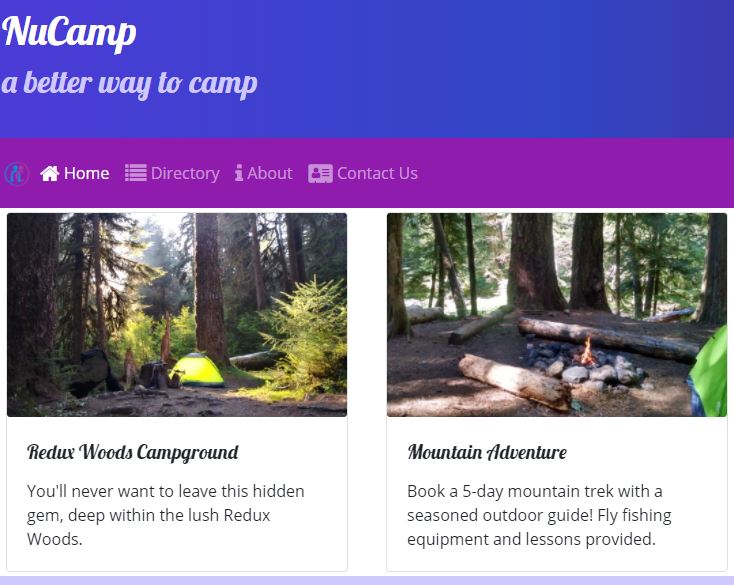 NuCamp
a better way to camp
Home Directory About Contact Us
Redux Woods Campground
You'll never want to leave this hidden
gem, deep within the lush Redux
Woods.
Mountain Adventure
Book a 5-day mountain trek with a
seasoned outdoor guide! Fly fishing
equipment and lessons provided.